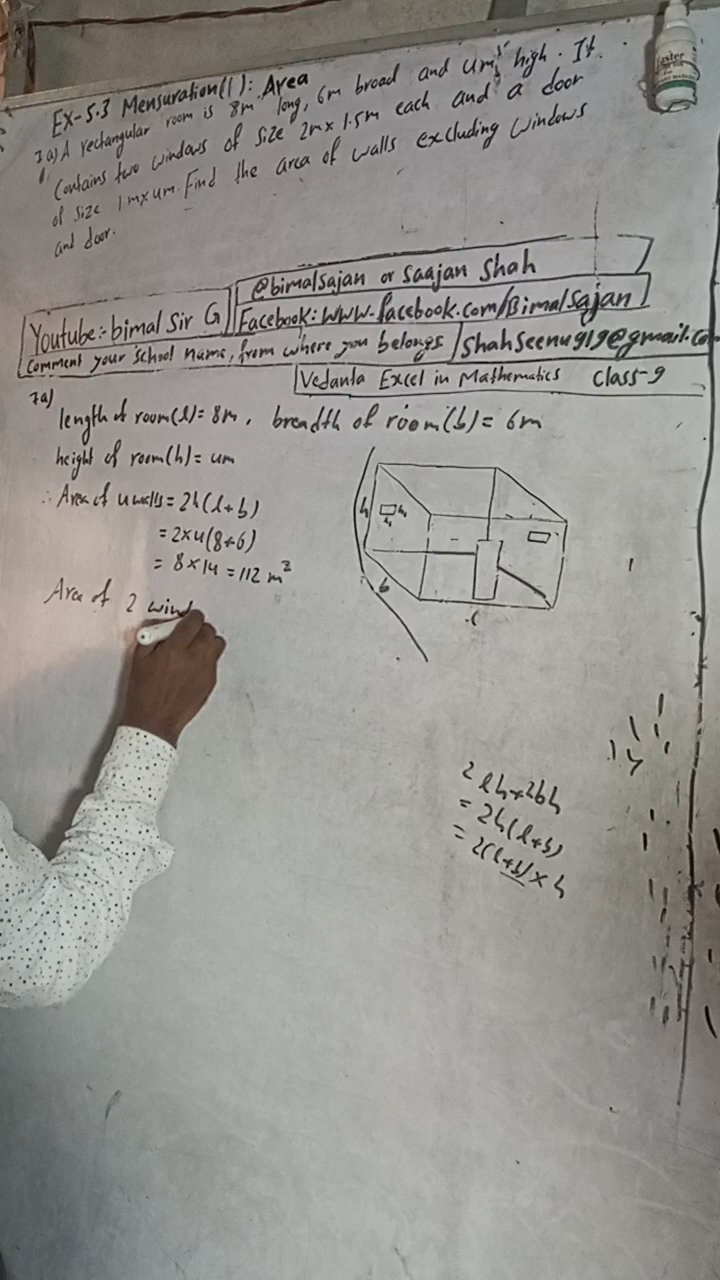 Ex-5.3 Mensuration(I): Area
7a) A rectangular room is 8m long, 6m broad and 4m high. It
Contains two windows of size 2m×1.5m each and a door
of size 1m×4m. Find the area of walls excluding windows
and door.
@bimalsajan or saajan Shah
Youtube:- bimal Sir G
Facebook: WWW.facebook.com/Bimalsajan
Comment your school name, from where you belongs
Shahseenu919@gmail.com
Vedanta Excel in Mathematics Class-9
7a)
length of room(l)= 8m, breadth of room(b)= 6m
height of room(h)= 4m
∴ Area of 4 walls = 2h(l+b)
= 2×4(8+6)
= 8×14 = 112 m²
Area of 2 wind
h
b
l
2lh+2bh
= 2h(l+b)
= 2(l+b)×h